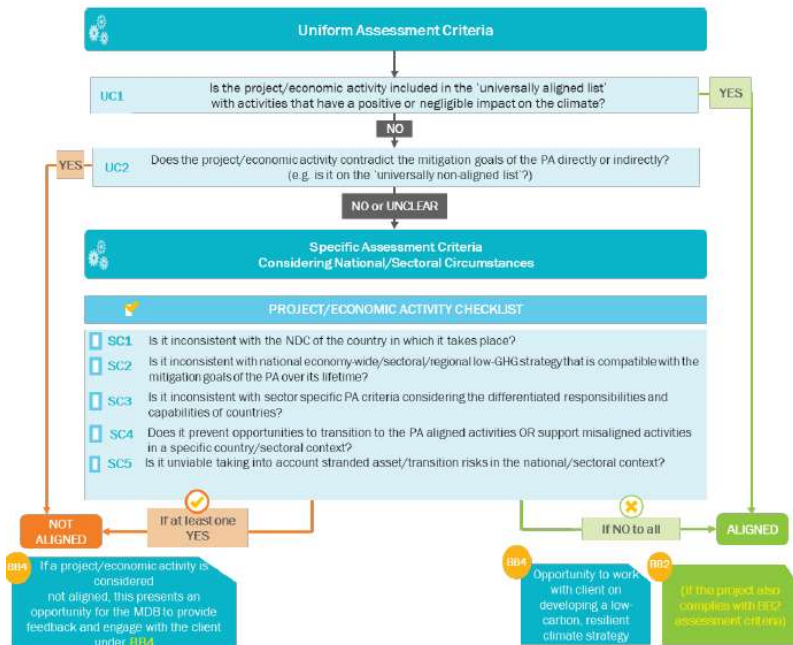 Uniform Assessment Criteria
UC1
Is the project/economic activity included in the 'universally aligned list'
with activities that have a positive or negligible impact on the climate?
YES
NO
YES
UC2
Does the project/economic activity contradict the mitigation goals of the PA directly or indirectly?
(e.g. is it on the 'universally non-aligned list'?)
NO or UNCLEAR
Specific Assessment Criteria
Considering National/Sectoral Circumstances
PROJECT/ECONOMIC ACTIVITY CHECKLIST
SC1 Is it inconsistent with the NDC of the country in which it takes place?
SC2 Is it inconsistent with national economy-wide/sectoral/regional low-GHG strategy that is compatible with the
mitigation goals of the PA over its lifetime?
SC3 Is it inconsistent with sector specific PA criteria considering the differentiated responsibilities and
capabilities of countries?
SC4 Does it prevent opportunities to transition to the PA aligned activities OR support misaligned activities
in a specific country/sectoral context?
SC5 Is it unviable taking into account stranded asset/transition risks in the national/sectoral context?
NOT
ALIGNED
If at least one
YES
If NO to all
ALIGNED
BB4
If a project/economic activity is
considered
not aligned, this presents an
opportunity for the MDB to provide
feedback and engage with the client
under BB4
BB4
Opportunity to work
with client on
developing a low-
carbon, resilient
climate strategy
BB2
(if the project also
complies with BB2
assessment criteria)